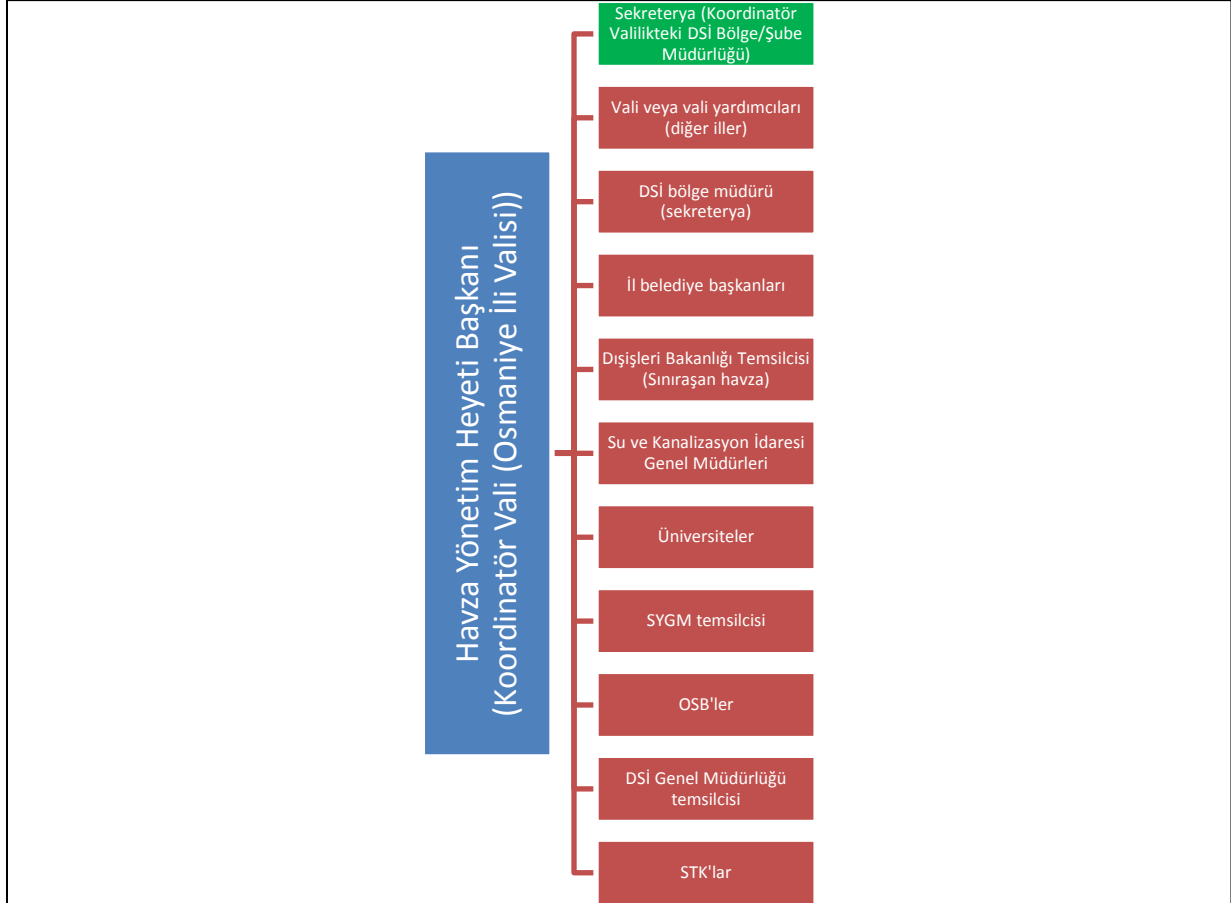 Havza Yönetim Heyeti Başkanı
(Koordinatör Vali (Osmaniye İli Valisi))
Sekreterya (Koordinatör
Valilikteki DSİ Bölge/Şube
Müdürlüğü)
Vali veya vali yardımcıları
(diğer iller)
DSİ bölge müdürü
(sekreterya)
İl belediye başkanları
Dışişleri Bakanlığı Temsilcisi
(Sınıraşan havza)
Su ve Kanalizasyon İdaresi
Genel Müdürleri
Üniversiteler
SYGM temsilcisi
OSB'ler
DSİ Genel Müdürlüğü
temsilcisi
STK'lar